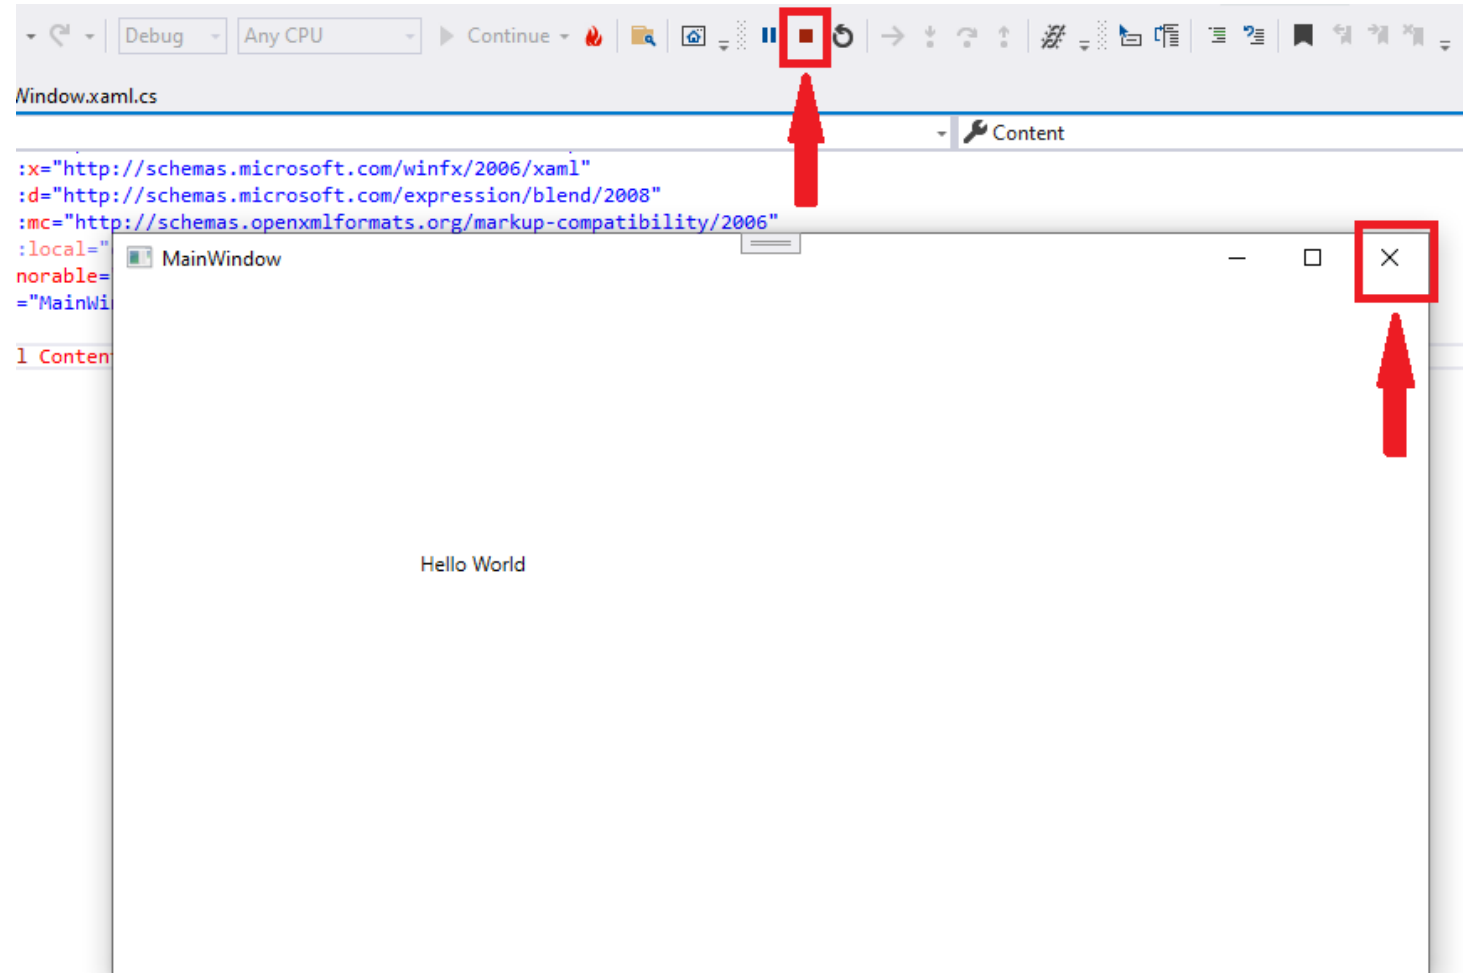 Debug Any CPU Continue
Window.xaml.cs
Content
:x="http://schemas.microsoft.com/winfx/2006/xaml"
:d="http://schemas.microsoft.com/expression/blend/2008"
:mc="http://schemas.openxmlformats.org/markup-compatibility/2006"
:local="
norable="
="MainWi
l Conten
MainWindow
Hello World